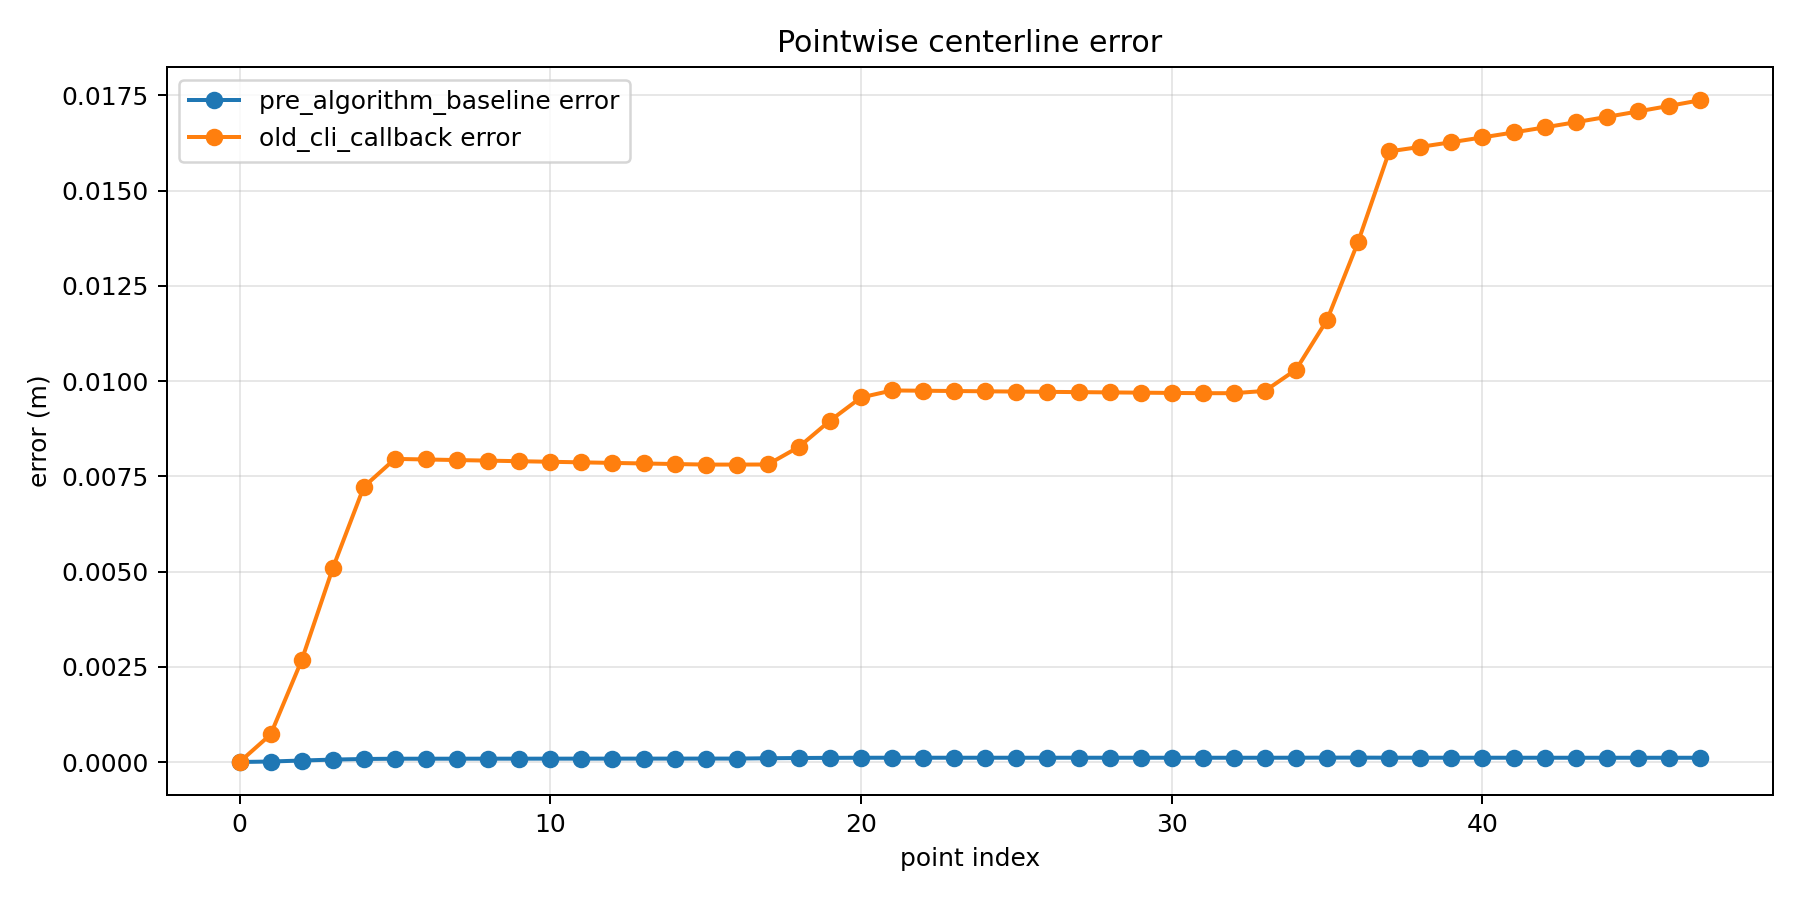 Pointwise centerline error
pre_algorithm_baseline error
old_cli_callback error
0.0175
0.0150
0.0125
0.0100
0.0075
0.0050
0.0025
0.0000
error (m)
0 10 20 30 40
point index